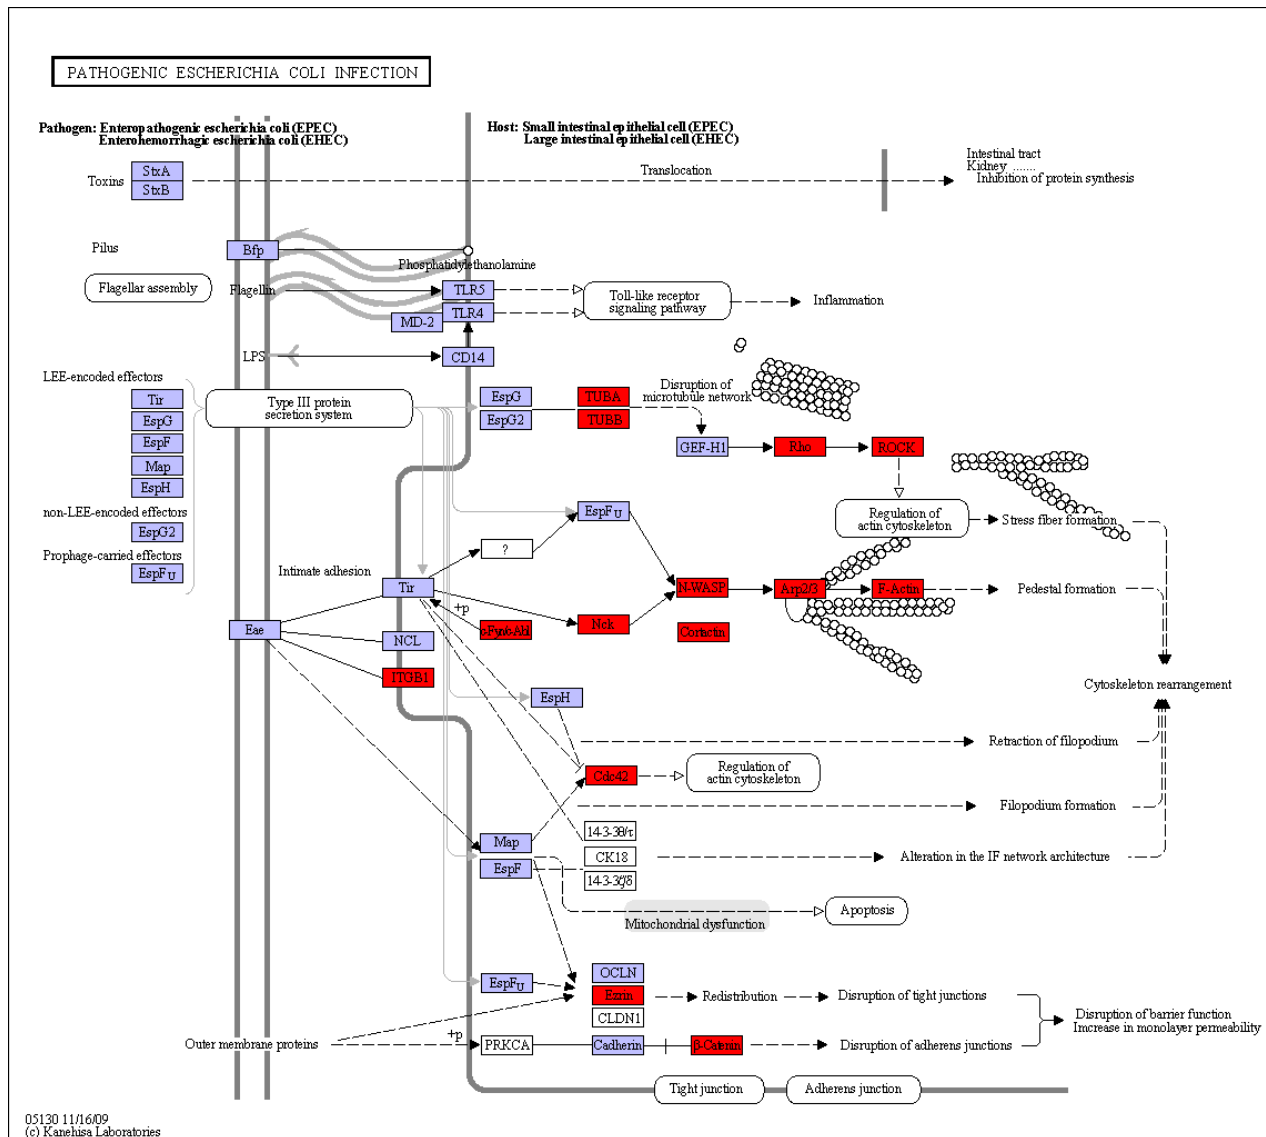 PATHOGENIC ESCHERICHIA COLI INFECTION
Pathogen: Enteropathogenic escherichia coli (EPEC)
Enterohemorrhagic escherichia coli (EHEC)
Host: Small intestinal epithelial cell (EPEC)
Large intestinal epithelial cell (EHEC)
Toxins
StxA
StxB
Translocation
Intestinal tract
Kidney .......
Inhibition of protein synthesis
Pilus
Bfp
Phosphatidylethanolamine
Flagellar assembly
Flagellin
TLR5
TLR4
MD-2
Toll-like receptor
signaling pathway
Inflammation
LPS
CD14
LEE-encoded effectors
Tir
EspG
EspF
Map
EspH
non-LEE-encoded effectors
EspG2
Prophage-carried effectors
EspFU
Type III protein
secretion system
EspG
EspG2
TUBA
TUBB
Disruption of
microtubule network
GEF-H1
Rho
ROCK
Regulation of
actin cytoskeleton
Stress fiber formation
EspFU
?
Intimate adhesion
Tir
+p
c-Fyn/c-Abl
Nck
N-WASP
Cortactin
Arp2/3
F-Actin
Pedestal formation
Eae
NCL
ITGB1
EspH
Cytoskeleton rearrangement
Retraction of filopodium
Cdc42
Regulation of
actin cytoskeleton
Filopodium formation
Map
EspF
14-3-3θ/τ
CK18
14-3-3ζ/δ
Alteration in the IF network architecture
Mitochondrial dysfunction
Apoptosis
EspFU
OCLN
Ezrin
CLDN1
Redistribution
Disruption of tight junctions
Disruption of barrier function
Imcrease in monolayer permeability
Outer membrane proteins
+p
PRKCA
Cadherin
β-Catenin
Disruption of adherens junctions
Tight junction
Adherens junction
05130 11/16/09
(c) Kanehisa Laboratories